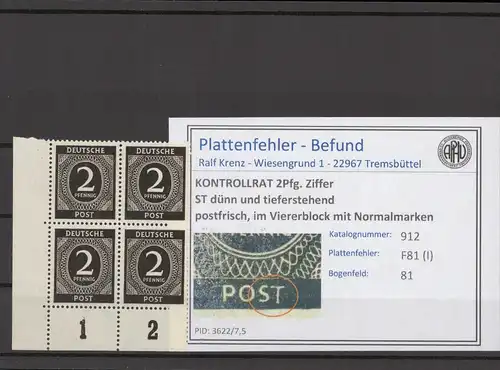 DEUTSCHE
2
PFENNIG
POST
DEUTSCHE
2
PFENNIG
POST
DEUTSCHE
2
PFENNIG
POST
DEUTSCHE
2
PFENNIG
POST
1 2
Plattenfehler - Befund
Ralf Krenz - Wiesengrund 1 - 22967 Tremsbüttel
KONTROLLRAT 2Pfg. Ziffer
ST dünn und tieferstehend
postfrisch, im Viererblock mit Normalmarken
Katalognummer: 912
Plattenfehler: F81 (I)
Bogenfeld: 81
POST
PID: 3622/7,5